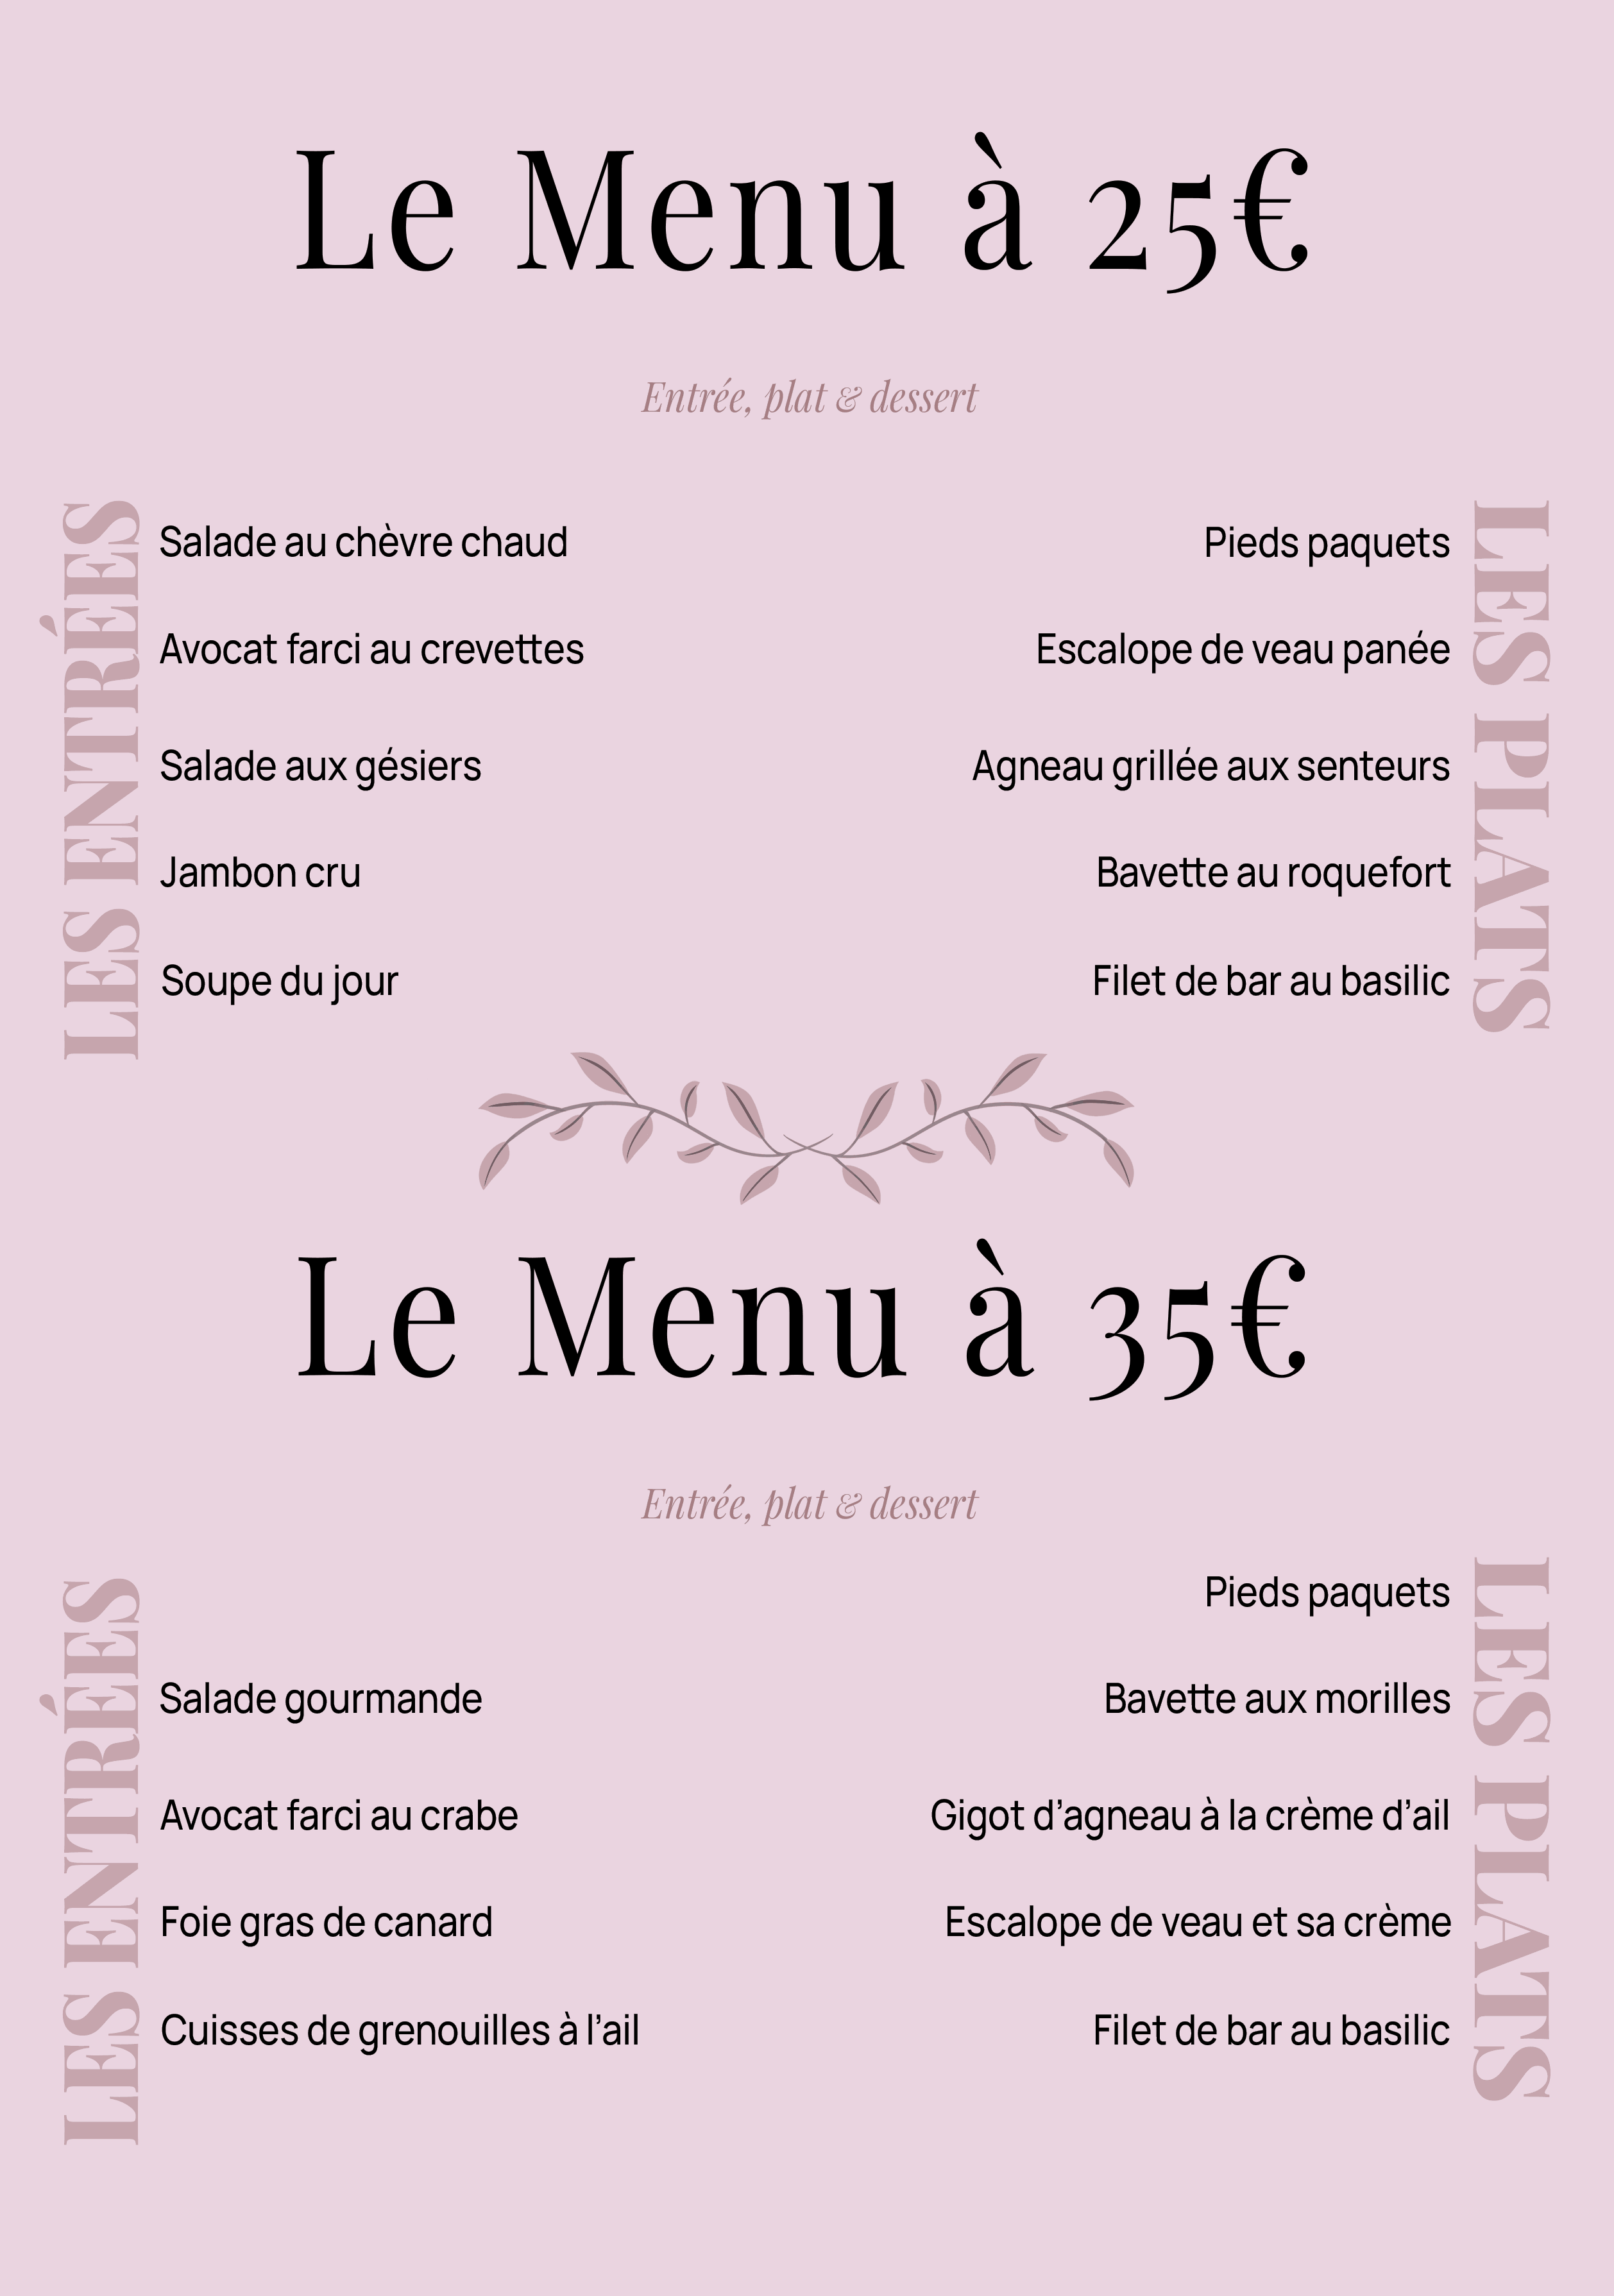 Le Menu à 25€
Entrée, plat & dessert
LES ENTRÉES
Salade au chèvre chaud
Avocat farci au crevettes
Salade aux gésiers
Jambon cru
Soupe du jour
LES PLATS
Pieds paquets
Escalope de veau panée
Agneau grillée aux senteurs
Bavette au roquefort
Filet de bar au basilic
Le Menu à 35€
Entrée, plat & dessert
LES ENTRÉES
Salade gourmande
Avocat farci au crabe
Foie gras de canard
Cuisses de grenouilles à l’ail
LES PLATS
Pieds paquets
Bavette aux morilles
Gigot d’agneau à la crème d’ail
Escalope de veau et sa crème
Filet de bar au basilic